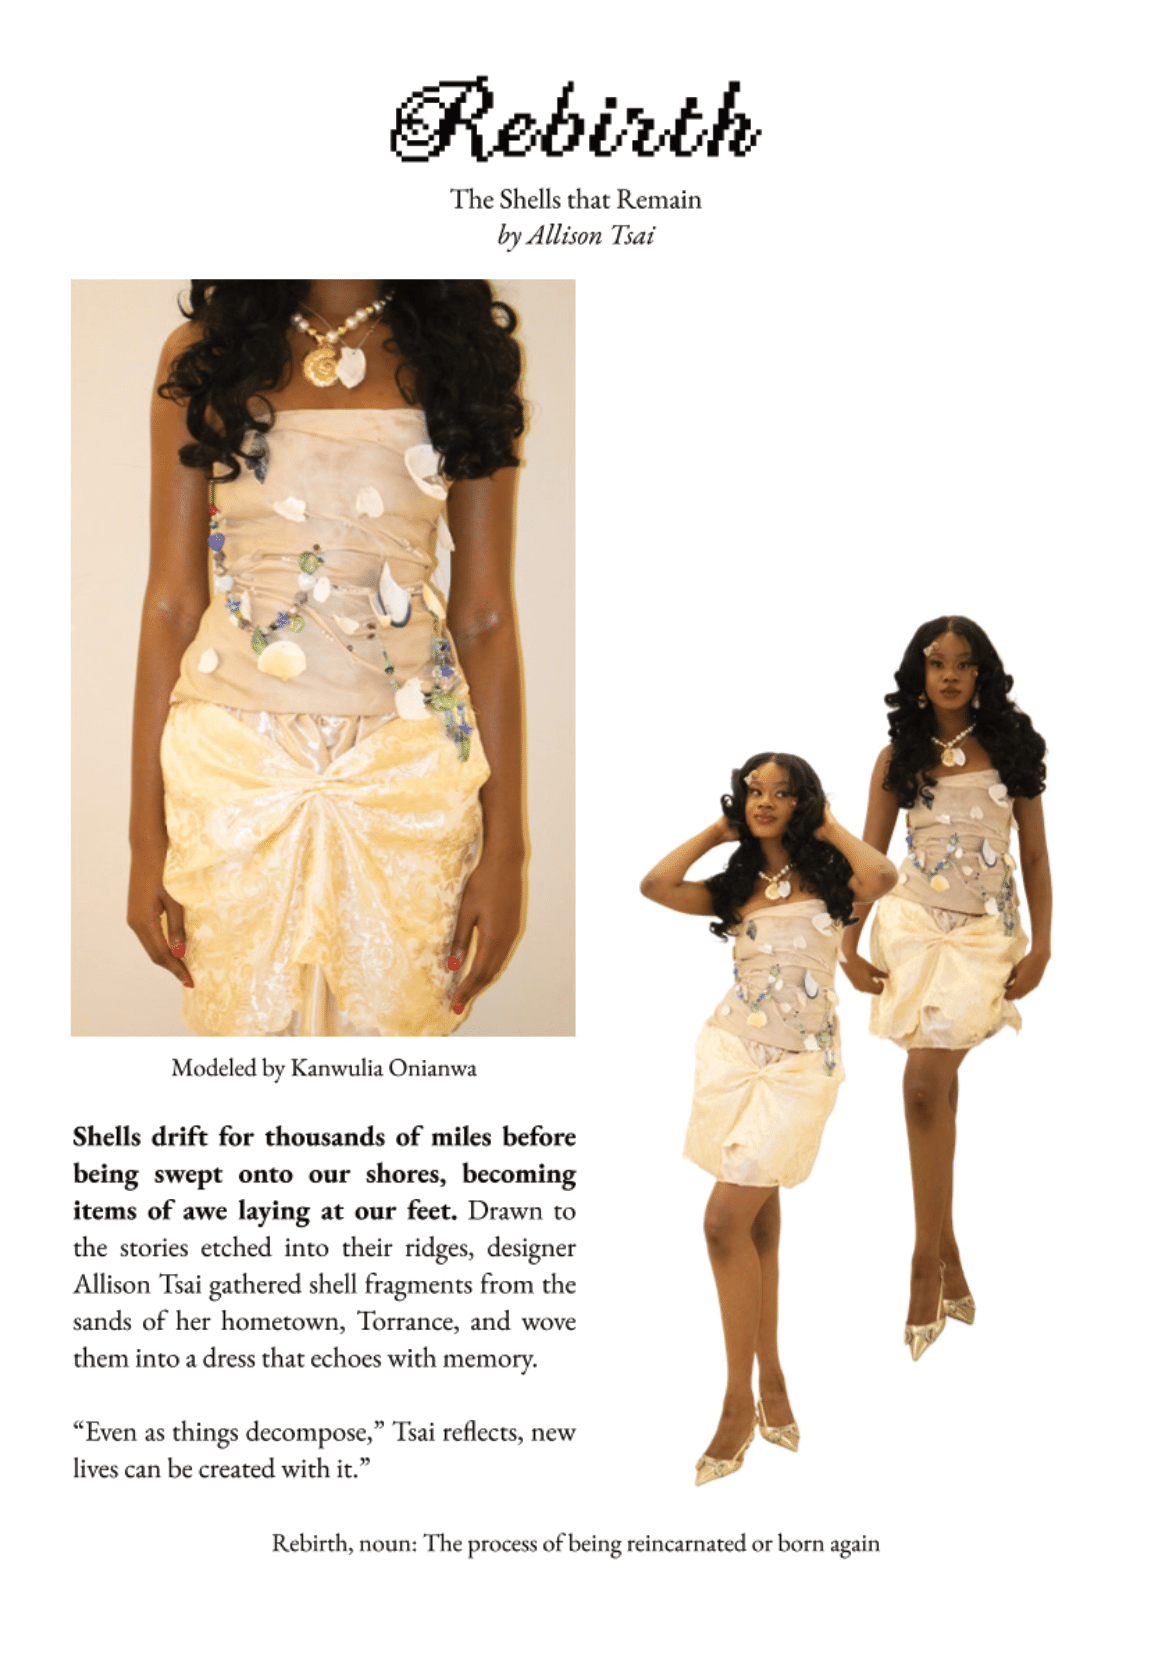 Rebirth
The Shells that Remain
by Allison Tsai
Modeled by Kanwulia Onianwa
Shells drift for thousands of miles before
being swept onto our shores, becoming
items of awe laying at our feet. Drawn to
the stories etched into their ridges, designer
Allison Tsai gathered shell fragments from the
sands of her hometown, Torrance, and wove
them into a dress that echoes with memory.
“Even as things decompose,” Tsai reflects, new
lives can be created with it.”
Rebirth, noun: The process of being reincarnated or born again